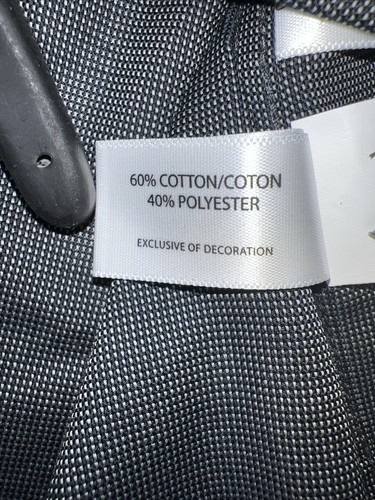 60% COTTON/COTON
40% POLYESTER
EXCLUSIVE OF DECORATION